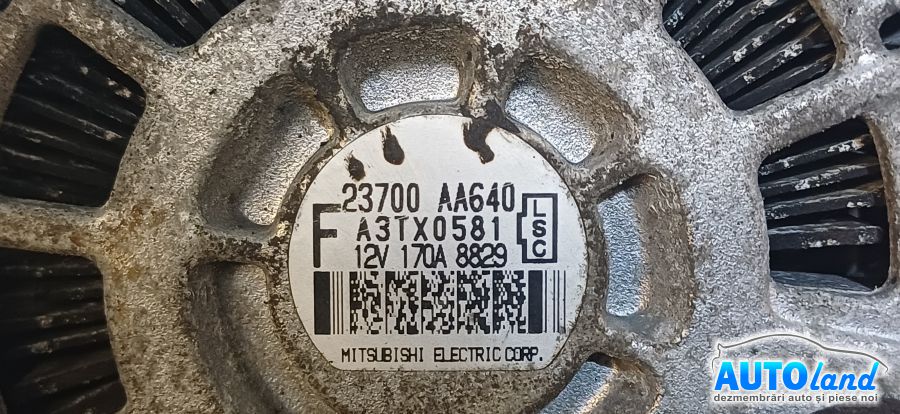 23700 AA640
F A3TX0581 LSC
12V 170A 8829
MITSUBISHI ELECTRIC CORP.
AUTOland
dezmembrări auto și piese noi